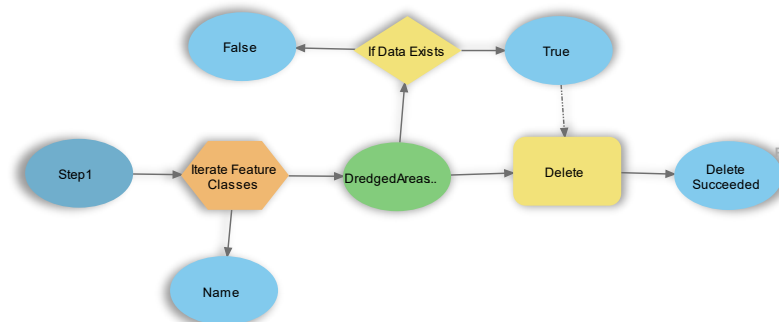 False
If Data Exists
True
Step1
Iterate Feature
Classes
DredgedAreas..
Delete
Delete
Succeeded
Name